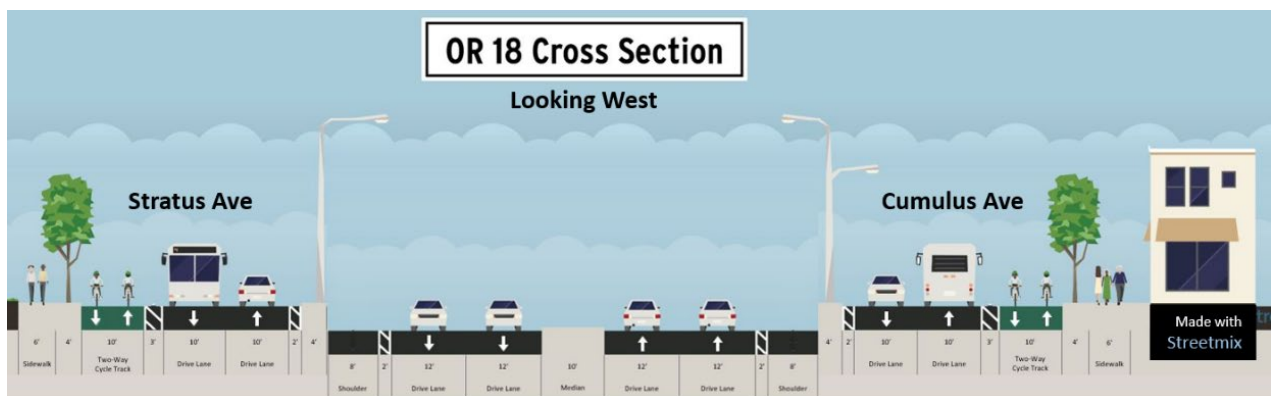 OR 18 Cross Section
Looking West
Stratus Ave
Cumulus Ave
Made with
Streetmix
6' 4' 10' 3' 10' 10' 2' 4' 8' 2' 12' 12' 10' 12' 12' 2' 8' 4' 2' 10' 10' 3' 10' 4' 6'
Sidewalk Two-Way Drive Lane Drive Lane Shoulder Drive Lane Drive Lane Median Drive Lane Drive Lane Shoulder Drive Lane Drive Lane Two-Way Sidewalk
Cycle Track Cycle Track